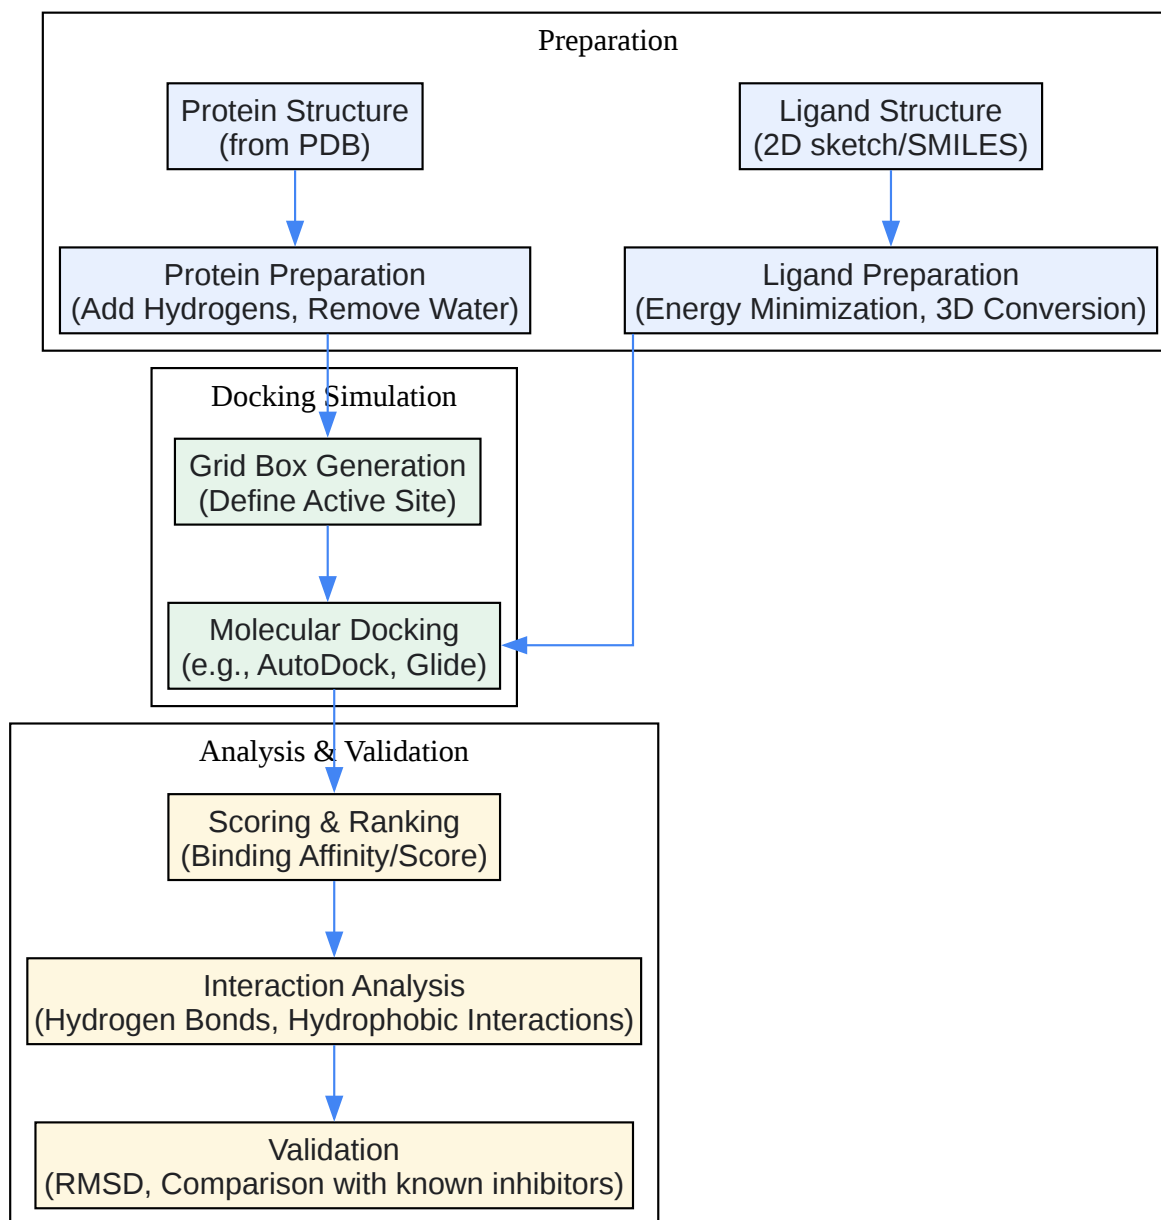 Preparation
Protein Structure
(from PDB)
Ligand Structure
(2D sketch/SMILES)
Protein Preparation
(Add Hydrogens, Remove Water)
Ligand Preparation
(Energy Minimization, 3D Conversion)
Docking Simulation
Grid Box Generation
(Define Active Site)
Molecular Docking
(e.g., AutoDock, Glide)
Analysis & Validation
Scoring & Ranking
(Binding Affinity/Score)
Interaction Analysis
(Hydrogen Bonds, Hydrophobic Interactions)
Validation
(RMSD, Comparison with known inhibitors)